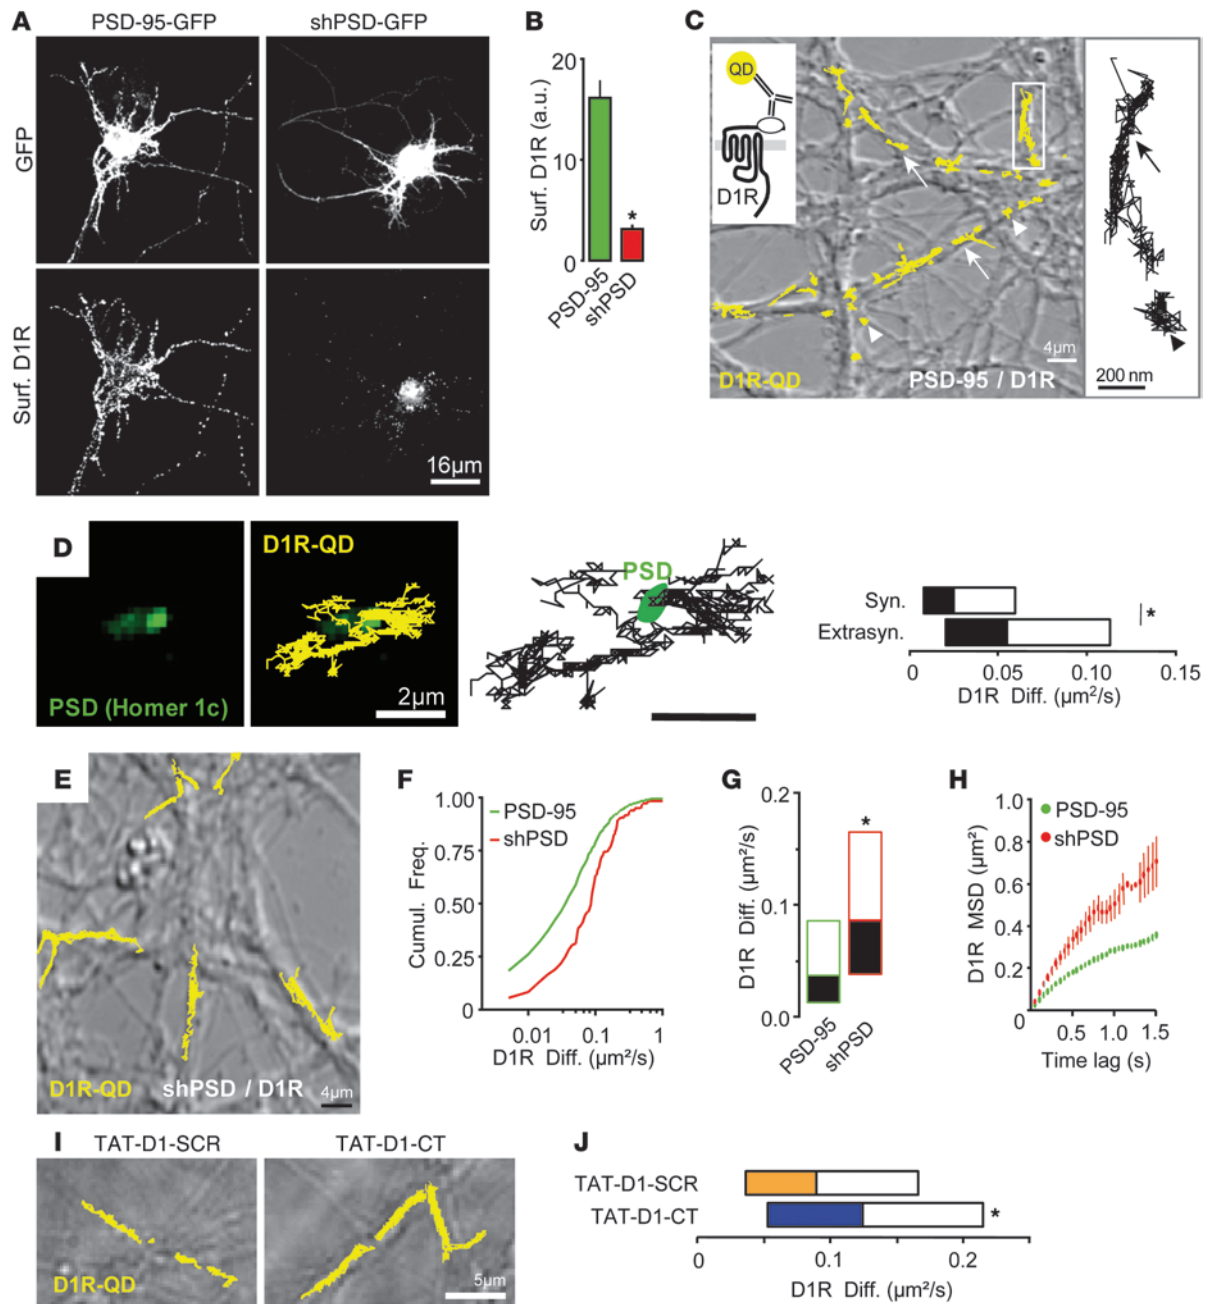 A
PSD-95-GFP
shPSD-GFP
GFP
Surf. D1R
16µm
B
Surf. D1R (a.u.)
20
10
0
*
PSD-95
shPSD
C
QD
D1R
D1R-QD
PSD-95 / D1R
4µm
200 nm
D
PSD (Homer 1c)
D1R-QD
2µm
PSD
Syn.
Extrasyn.
*
0
0.05
0.10
0.15
D1R Diff. (µm²/s)
E
D1R-QD
shPSD / D1R
4µm
F
Cumul. Freq.
1.00
0.75
0.50
0.25
0
PSD-95
shPSD
0.01
0.1
1
D1R Diff. (µm²/s)
G
D1R Diff. (µm²/s)
0.2
0.1
0.0
*
PSD-95
shPSD
H
D1R MSD (µm²)
1.0
0.8
0.6
0.4
0.2
0
PSD-95
shPSD
0.5
1.0
1.5
Time lag (s)
I
TAT-D1-SCR
TAT-D1-CT
D1R-QD
5µm
J
TAT-D1-SCR
TAT-D1-CT
*
0
0.1
0.2
D1R Diff. (µm²/s)